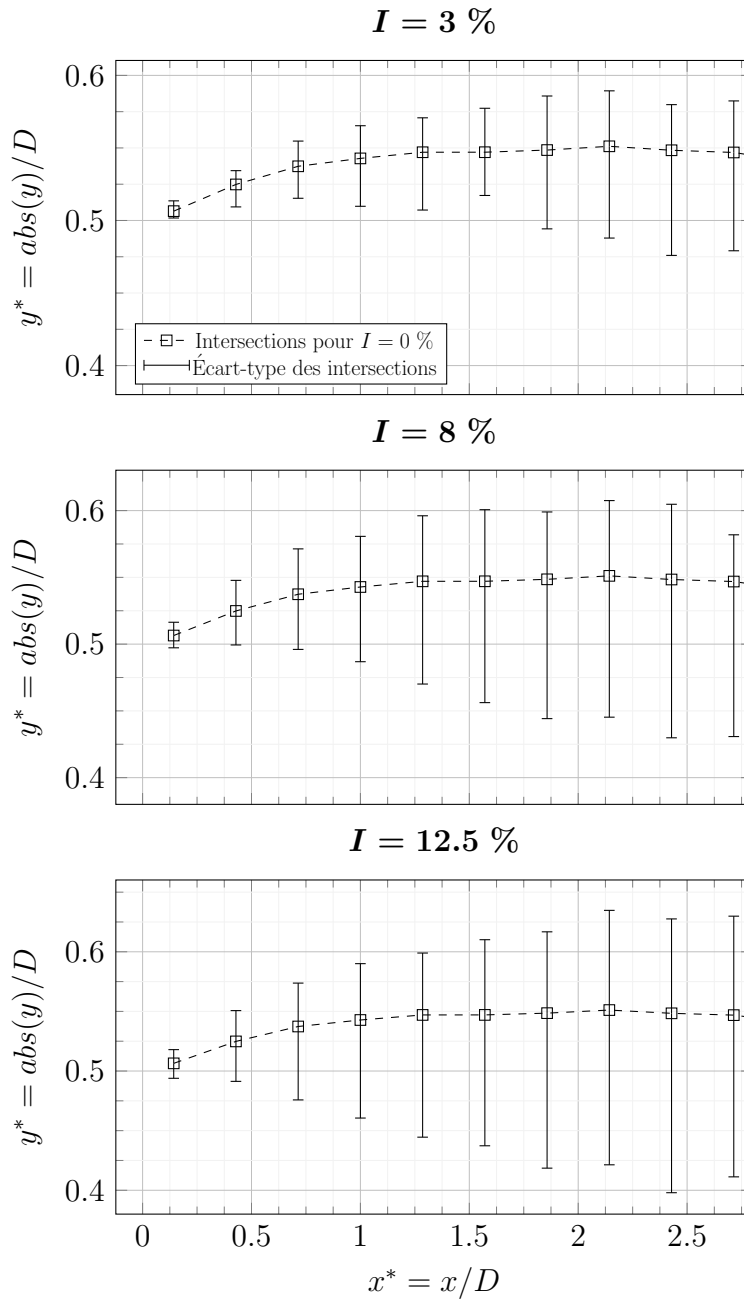 I = 3 %
0.6
0.5
0.4
y* = abs(y)/D
Intersections pour I = 0 %
Écart-type des intersections
I = 8 %
0.6
0.5
0.4
y* = abs(y)/D
I = 12.5 %
0.6
0.5
0.4
y* = abs(y)/D
0 0.5 1 1.5 2 2.5
x* = x/D